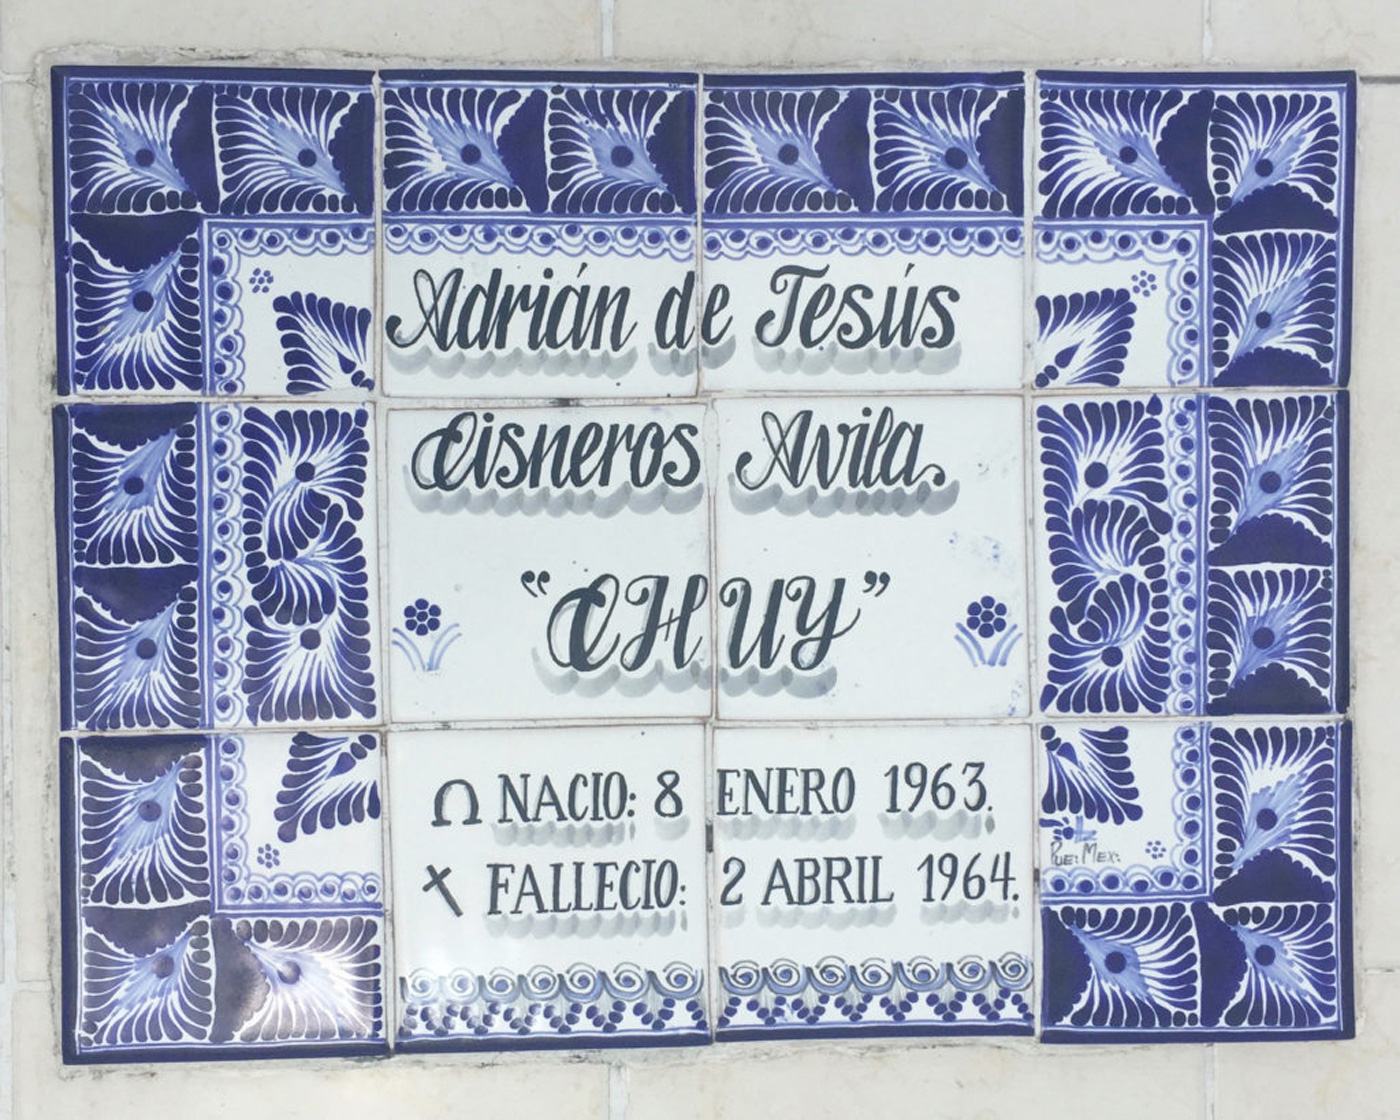 Adrián de Jesús
Cisneros Avila.
“CHUY”
Ω NACIO: 8 ENERO 1963.
✝ FALLECIO: 2 ABRIL 1964.
Pue: Mex: